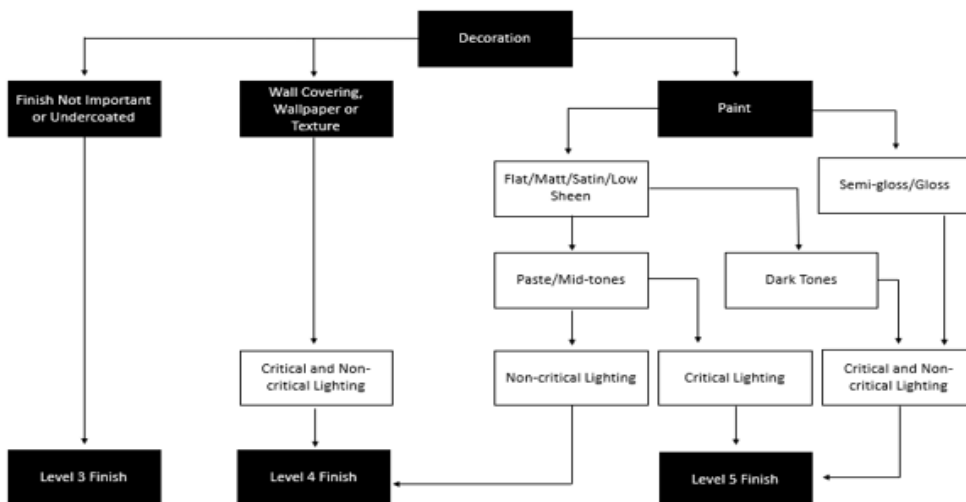 Decoration
Finish Not Important
or Undercoated
Wall Covering,
Wallpaper or
Texture
Paint
Flat/Matt/Satin/Low
Sheen
Semi-gloss/Gloss
Paste/Mid-tones
Dark Tones
Critical and Non-
critical Lighting
Non-critical Lighting
Critical Lighting
Critical and Non-
critical Lighting
Level 3 Finish
Level 4 Finish
Level 5 Finish